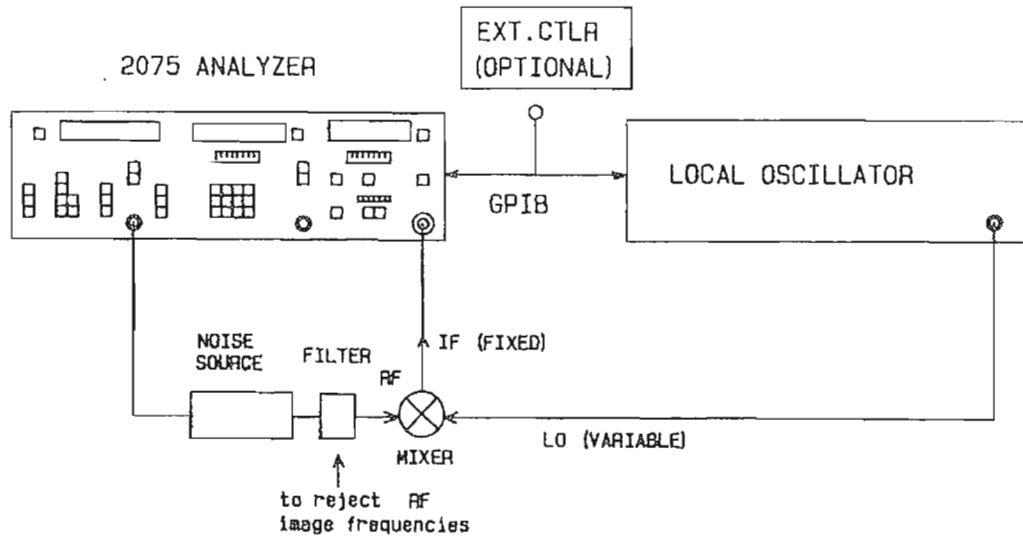 EXT.CTLR
(OPTIONAL)
2075 ANALYZER
LOCAL OSCILLATOR
GPIB
NOISE
SOURCE
FILTER
RF
IF (FIXED)
LO (VARIABLE)
MIXER
to reject RF
image frequencies